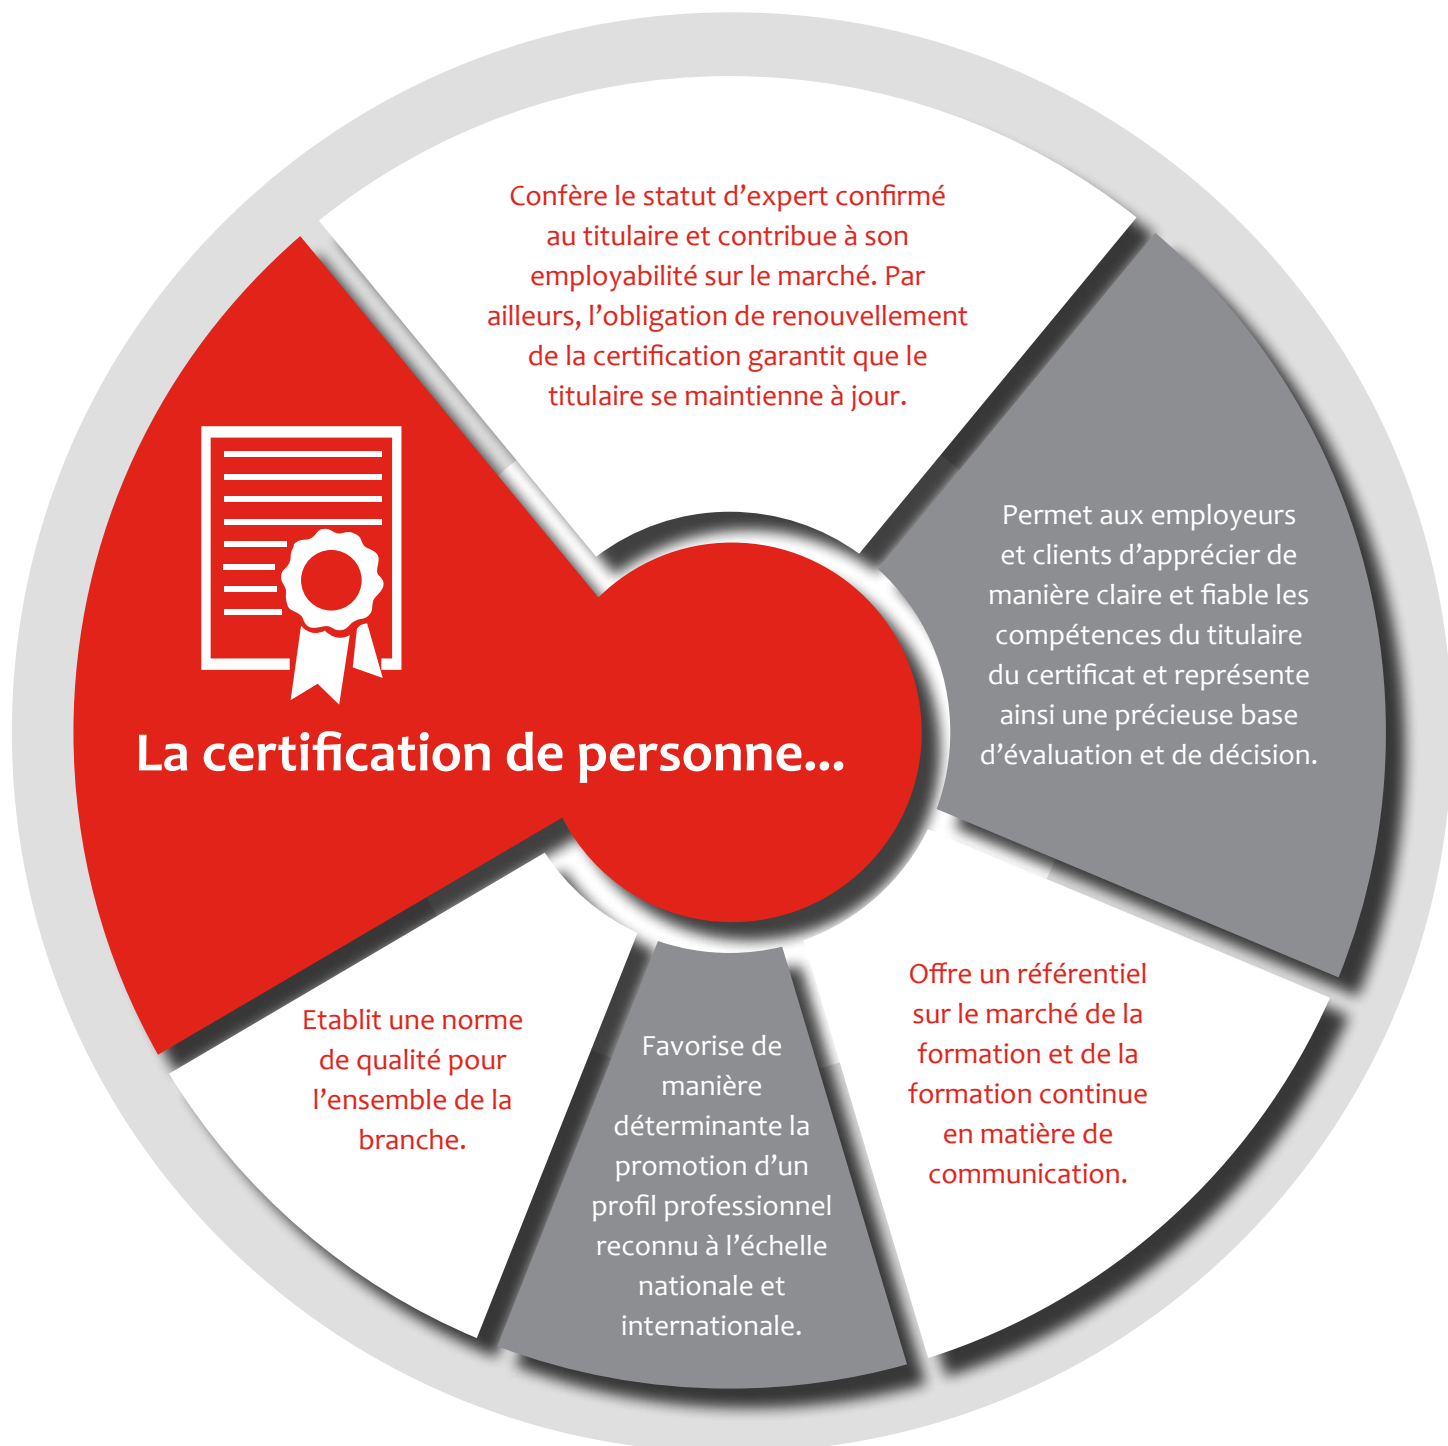 La certification de personne...
Confère le statut d’expert confirmé
au titulaire et contribue à son
employabilité sur le marché. Par
ailleurs, l’obligation de renouvellement
de la certification garantit que le
titulaire se maintienne à jour.
Permet aux employeurs
et clients d’apprécier de
manière claire et fiable les
compétences du titulaire
du certificat et représente
ainsi une précieuse base
d’évaluation et de décision.
Offre un référentiel
sur le marché de la
formation et de la
formation continue
en matière de
communication.
Favorise de
manière
déterminante la
promotion d’un
profil professionnel
reconnu à l’échelle
nationale et
internationale.
Etablit une norme
de qualité pour
l’ensemble de la
branche.